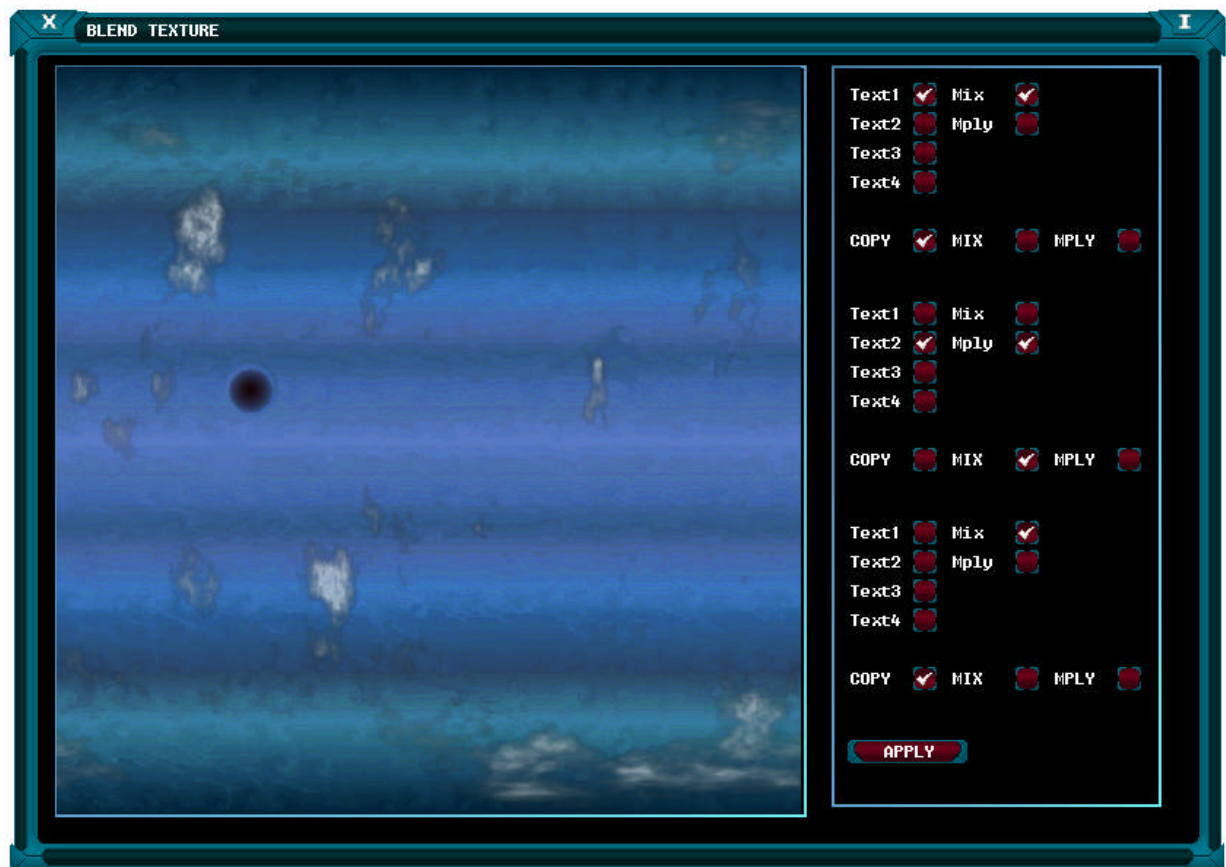 X
I
BLEND TEXTURE
Text1 Mix
Text2 Mply
Text3
Text4
COPY MIX MPLY
Text1 Mix
Text2 Mply
Text3
Text4
COPY MIX MPLY
Text1 Mix
Text2 Mply
Text3
Text4
COPY MIX MPLY
APPLY